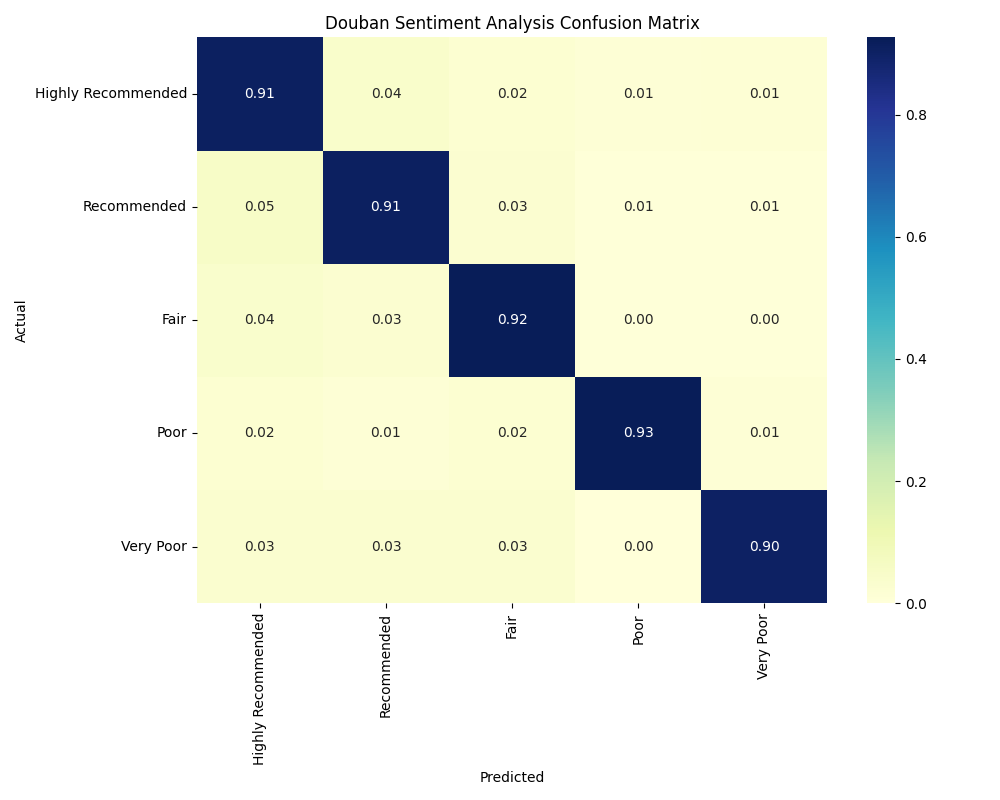 Douban Sentiment Analysis Confusion Matrix
Highly Recommended 0.91 0.04 0.02 0.01 0.01
Recommended 0.05 0.91 0.03 0.01 0.01
Fair 0.04 0.03 0.92 0.00 0.00
Poor 0.02 0.01 0.02 0.93 0.01
Very Poor 0.03 0.03 0.03 0.00 0.90
Actual
Highly Recommended Recommended Fair Poor Very Poor
Predicted
0.8
0.6
0.4
0.2
0.0